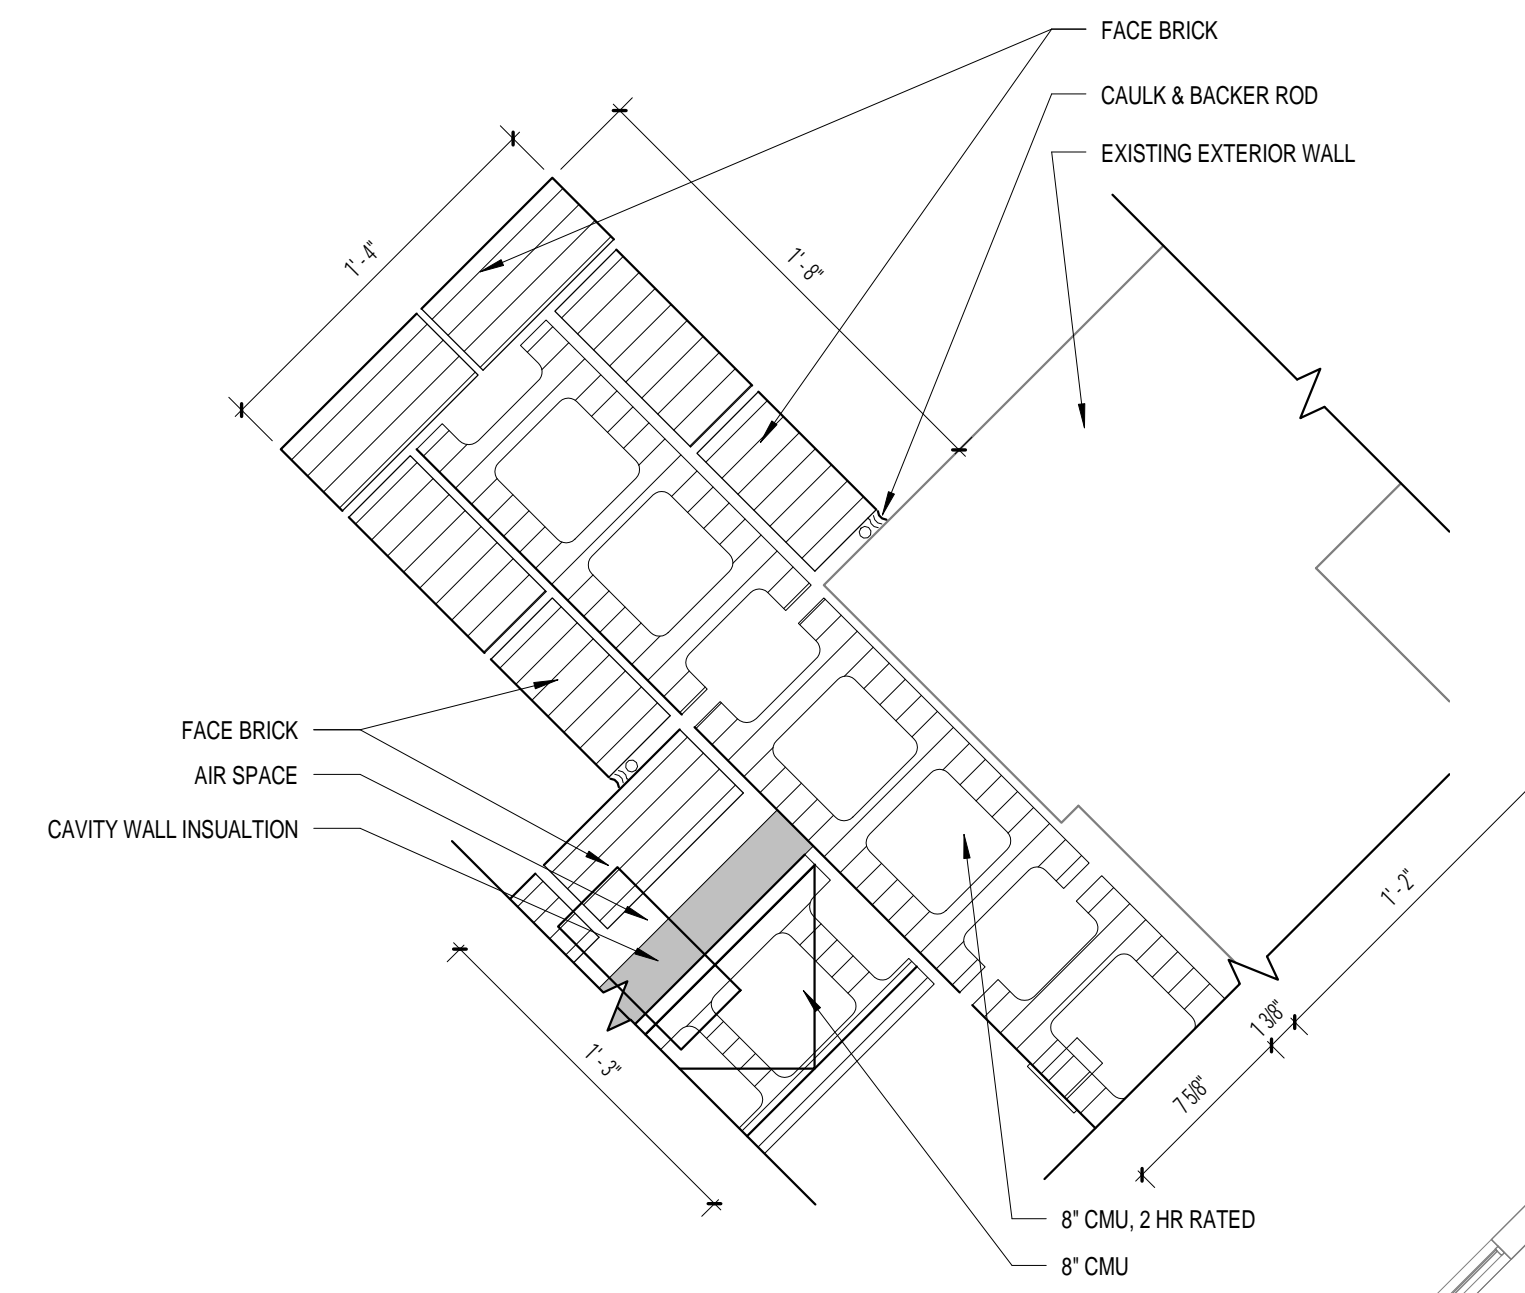 FACE BRICK
CAULK & BACKER ROD
EXISTING EXTERIOR WALL
1' - 4"
1' - 8"
FACE BRICK
AIR SPACE
CAVITY WALL INSUALTION
1' - 2"
1 3/8"
7 5/8"
1' - 3"
8" CMU, 2 HR RATED
8" CMU